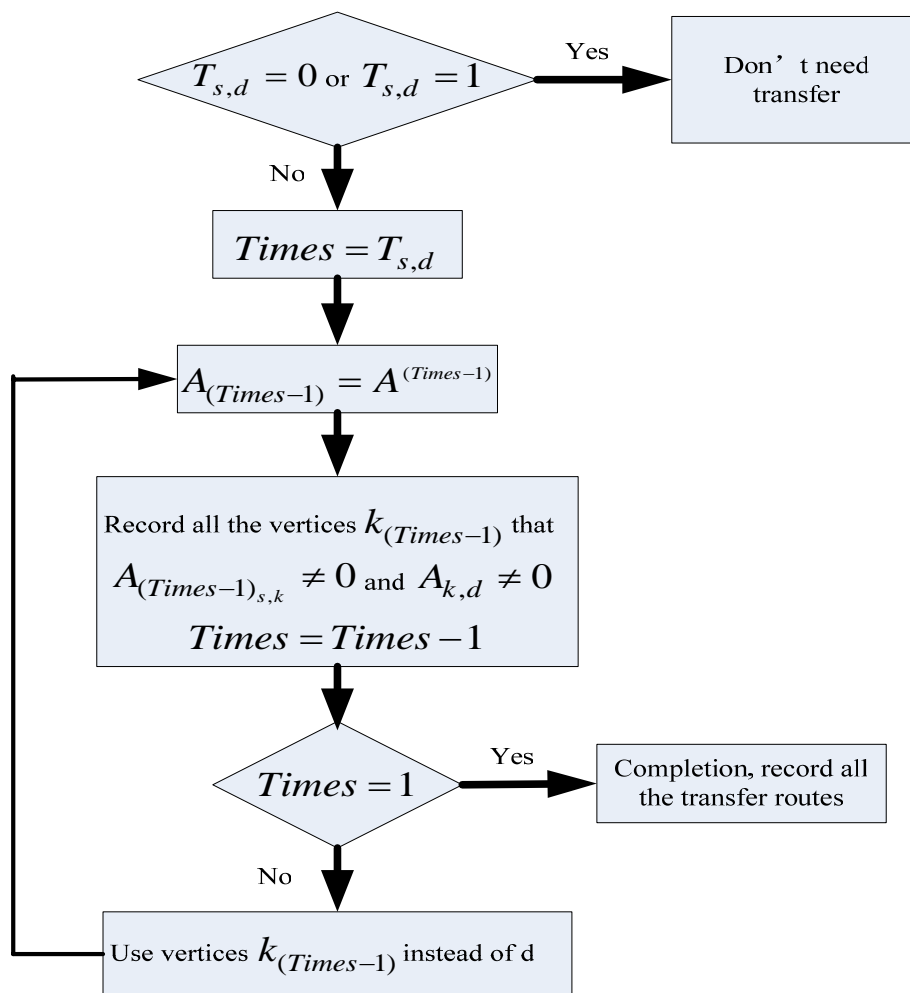 T_{s,d} = 0 or T_{s,d} = 1
Yes
Don’ t need
transfer
No
Times = T_{s,d}
A_{(Times−1)} = A^{(Times−1)}
Record all the vertices k_{(Times−1)} that
A_{(Times−1)_{s,k}} ≠ 0 and A_{k,d} ≠ 0
Times = Times − 1
Times = 1
Yes
Completion, record all
the transfer routes
No
Use vertices k_{(Times−1)} instead of d